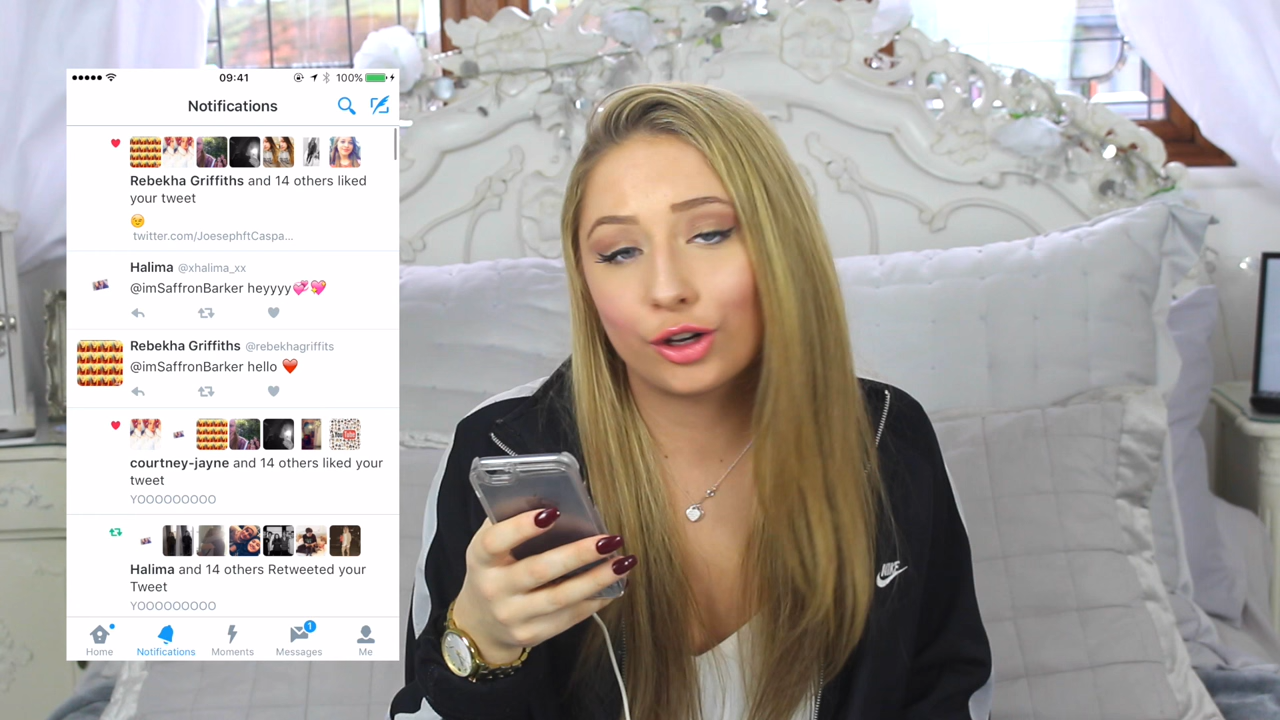 09:41
100%
Notifications
Rebekha Griffiths and 14 others liked
your tweet
twitter.com/JoesephftCaspa...
Halima @xhalima_xx
@imSaffronBarker heyyyy
Rebekha Griffiths @rebekhagriffits
@imSaffronBarker hello
courtney-jayne and 14 others liked your
tweet
YOOOOOOOOO
Halima and 14 others Retweeted your
Tweet
YOOOOOOOOO
1
Home
Notifications
Moments
Messages
Me
NIKE